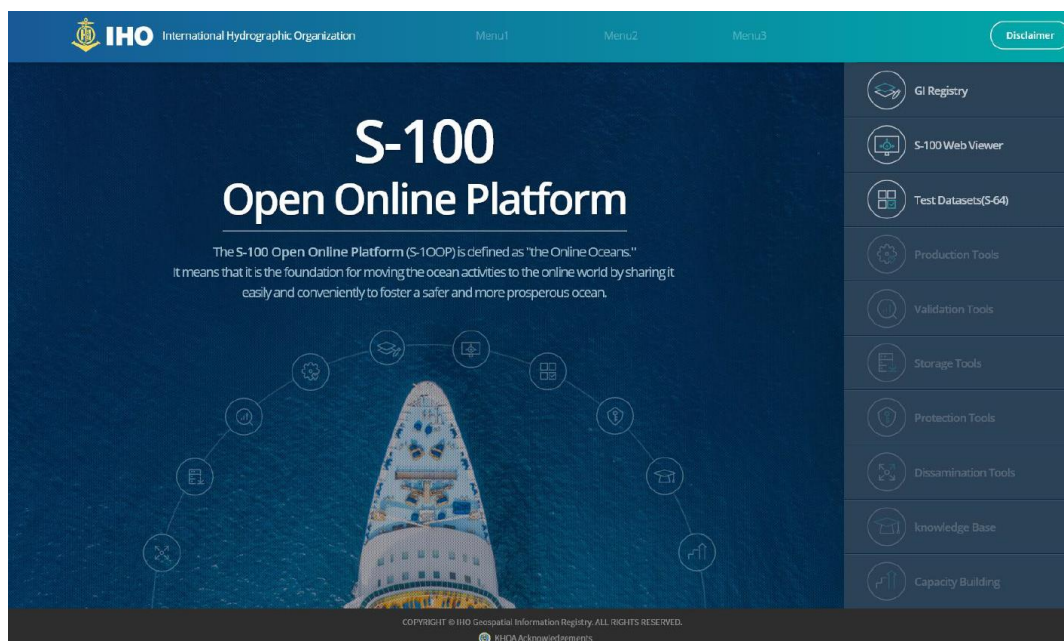 IHO International Hydrographic Organization
Menu1
Menu2
Menu3
Disclaimer
S-100
Open Online Platform
The S-100 Open Online Platform (S-1OOP) is defined as "the Online Oceans."
It means that it is the foundation for moving the ocean activities to the online world by sharing it
easily and conveniently to foster a safer and more prosperous ocean.
GI Registry
S-100 Web Viewer
Test Datasets(S-64)
Production Tools
Validation Tools
Storage Tools
Protection Tools
Dissamination Tools
knowledge Base
Capacity Building
COPYRIGHT © IHO Geospatial Information Registry. ALL RIGHTS RESERVED.
KHOA Acknowledgements